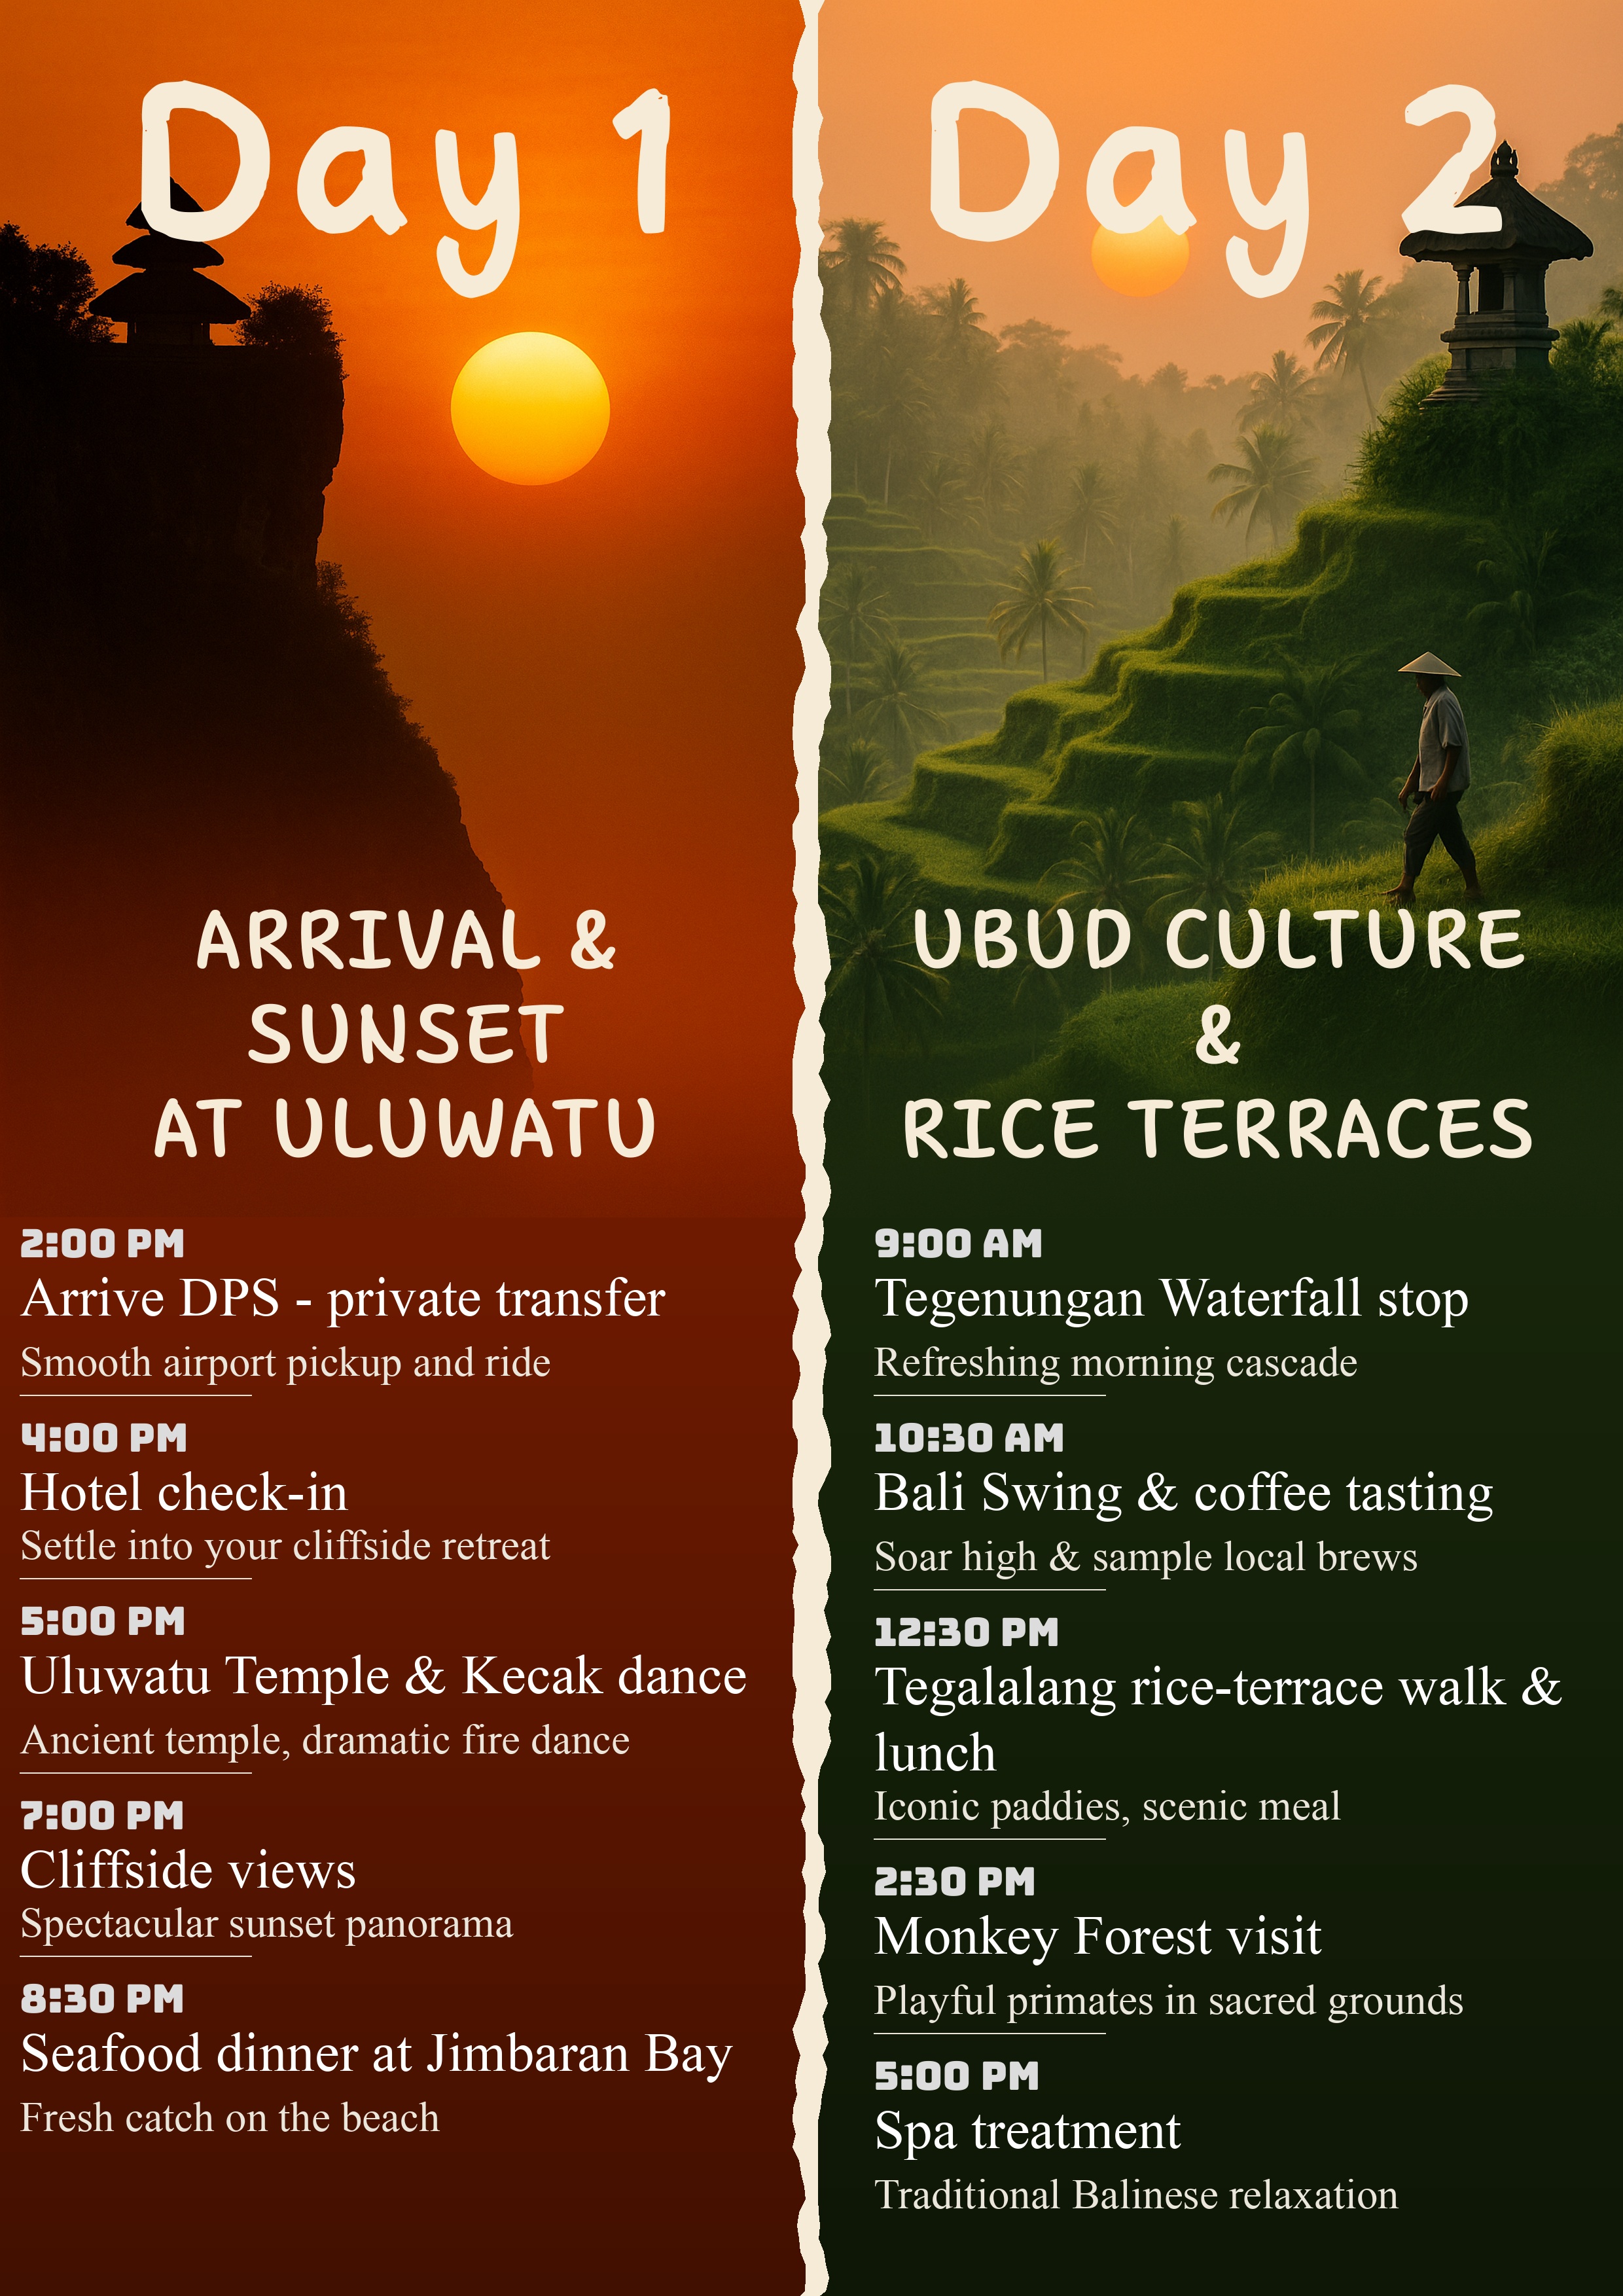 Day 1
ARRIVAL &
SUNSET
AT ULUWATU
2:00 PM
Arrive DPS - private transfer
Smooth airport pickup and ride
4:00 PM
Hotel check-in
Settle into your cliffside retreat
5:00 PM
Uluwatu Temple & Kecak dance
Ancient temple, dramatic fire dance
7:00 PM
Cliffside views
Spectacular sunset panorama
8:30 PM
Seafood dinner at Jimbaran Bay
Fresh catch on the beach
Day 2
UBUD CULTURE
&
RICE TERRACES
9:00 AM
Tegenungan Waterfall stop
Refreshing morning cascade
10:30 AM
Bali Swing & coffee tasting
Soar high & sample local brews
12:30 PM
Tegalalang rice-terrace walk &
lunch
Iconic paddies, scenic meal
2:30 PM
Monkey Forest visit
Playful primates in sacred grounds
5:00 PM
Spa treatment
Traditional Balinese relaxation